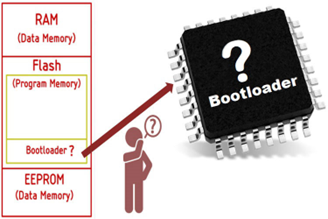 RAM
(Data Memory)
Flash
(Program Memory)
Bootloader ?
EEPROM
(Data Memory)
?
?
Bootloader